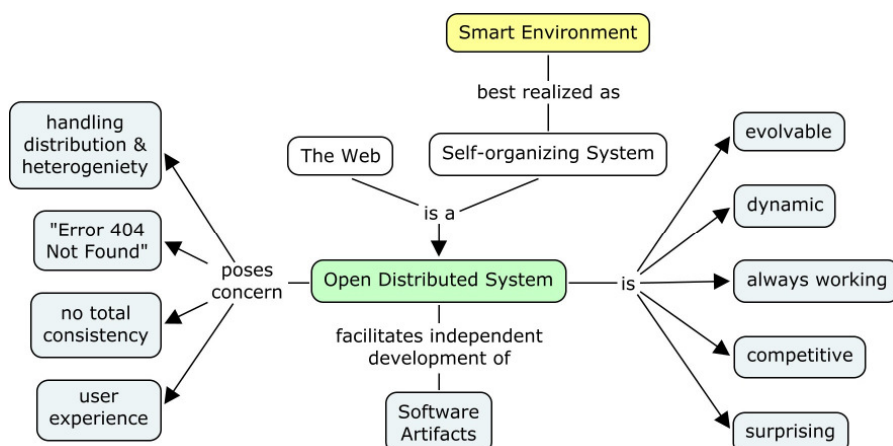 Smart Environment
best realized as
handling
distribution &
heterogeniety
The Web
Self-organizing System
evolvable
"Error 404
Not Found"
is a
dynamic
poses
concern
Open Distributed System
is
always working
no total
consistency
facilitates independent
development of
competitive
user
experience
Software
Artifacts
surprising